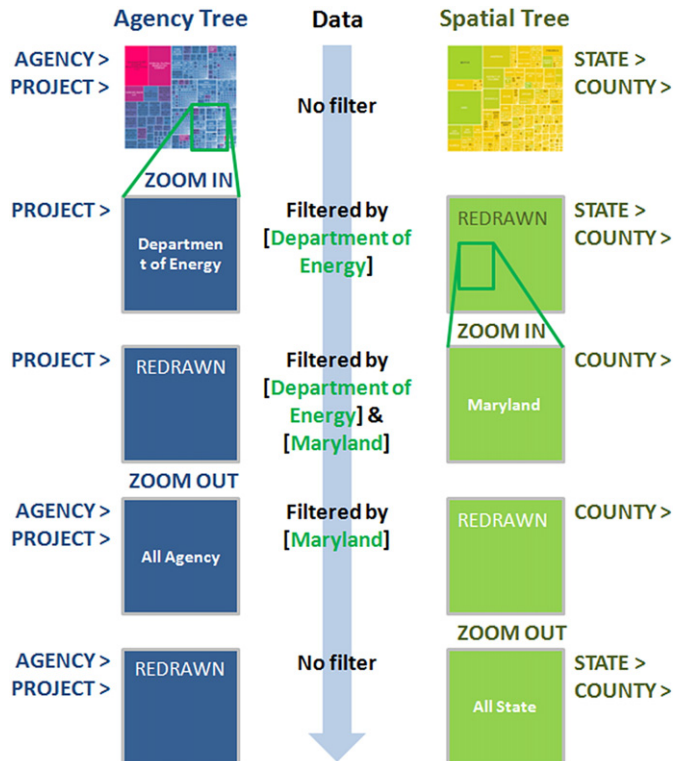 Agency Tree Data Spatial Tree
AGENCY >
PROJECT >
No filter
STATE >
COUNTY >
ZOOM IN
PROJECT >
Departmen
t of Energy
Filtered by
[Department of
Energy]
REDRAWN
STATE >
COUNTY >
ZOOM IN
PROJECT >
REDRAWN
Filtered by
[Department of
Energy] &
[Maryland]
Maryland
COUNTY >
ZOOM OUT
AGENCY >
PROJECT >
All Agency
Filtered by
[Maryland]
REDRAWN
COUNTY >
ZOOM OUT
AGENCY >
PROJECT >
REDRAWN
No filter
All State
STATE >
COUNTY >